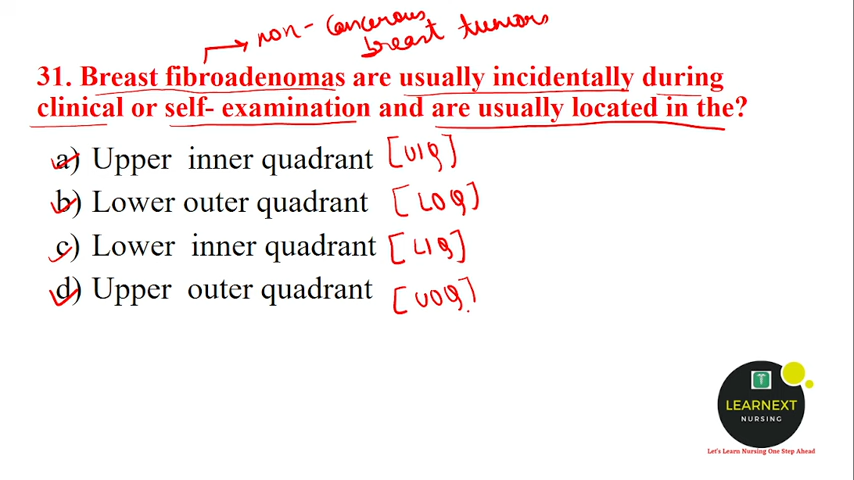 non- cancerous
breast tumors
31. Breast fibroadenomas are usually incidentally during
clinical or self- examination and are usually located in the?
a) Upper inner quadrant [UIQ]
b) Lower outer quadrant [LOQ]
c) Lower inner quadrant [LIQ]
d) Upper outer quadrant [UOQ]
T
LEARNEXT
NURSING
Let's Learn Nursing One Step Ahead